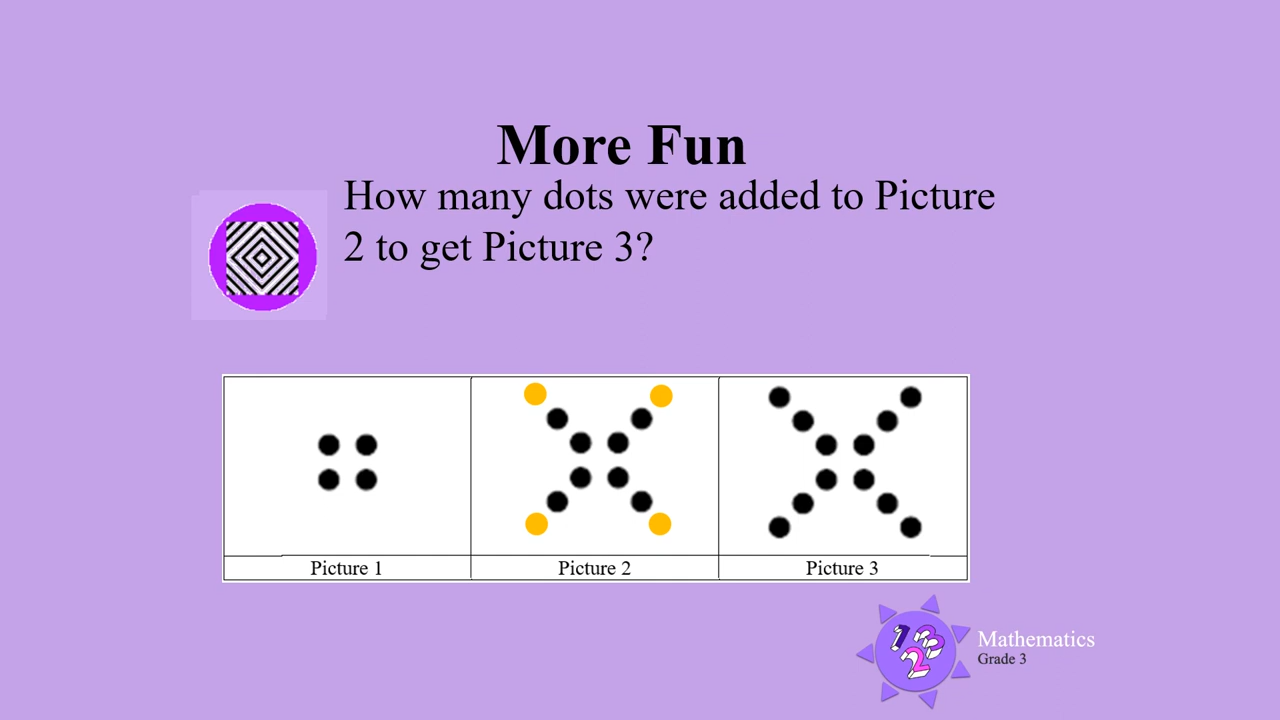 More Fun
How many dots were added to Picture
2 to get Picture 3?
Picture 1
Picture 2
Picture 3
123
Mathematics
Grade 3